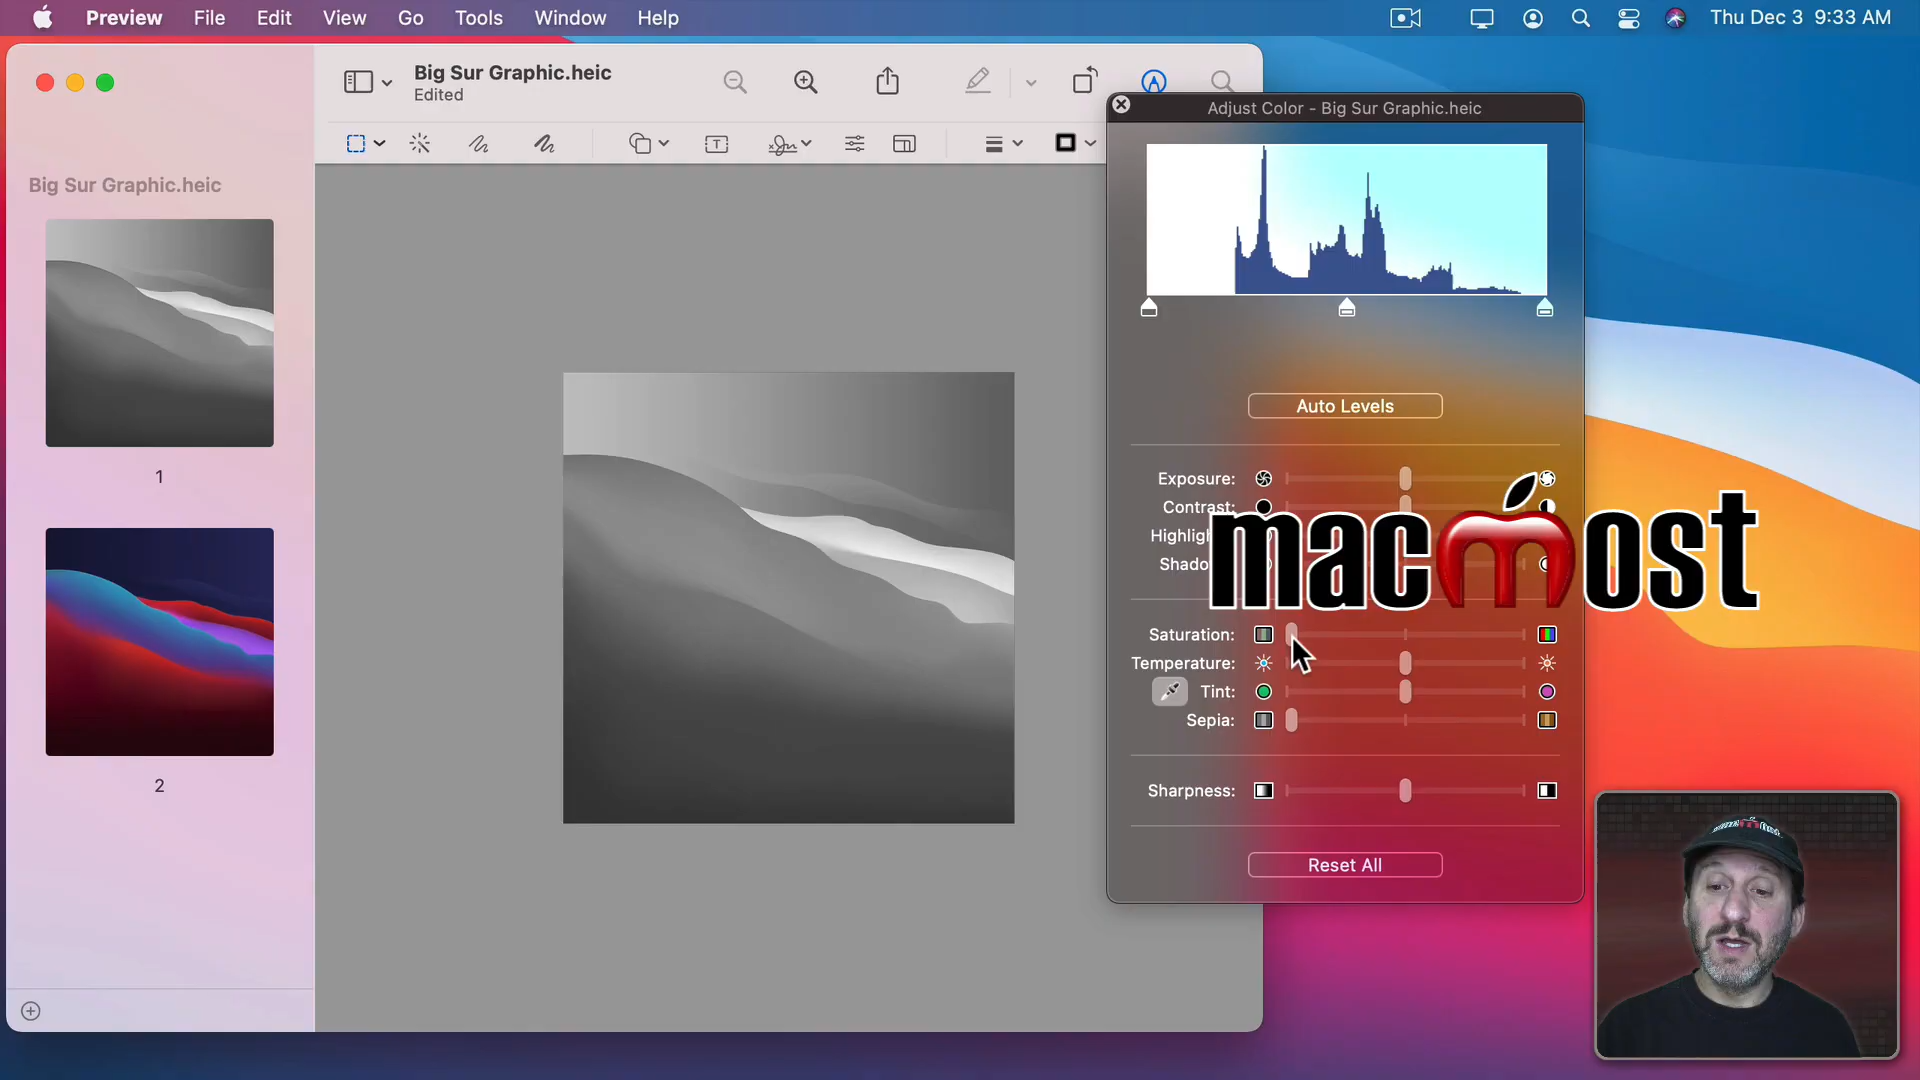 Preview File Edit View Go Tools Window Help
Thu Dec 3 9:33 AM
Big Sur Graphic.heic
Edited
Big Sur Graphic.heic
1
2
Adjust Color - Big Sur Graphic.heic
Auto Levels
Exposure:
Contrast:
Highlig
Shado
macmost
Saturation:
Temperature:
Tint:
Sepia:
Sharpness:
Reset All